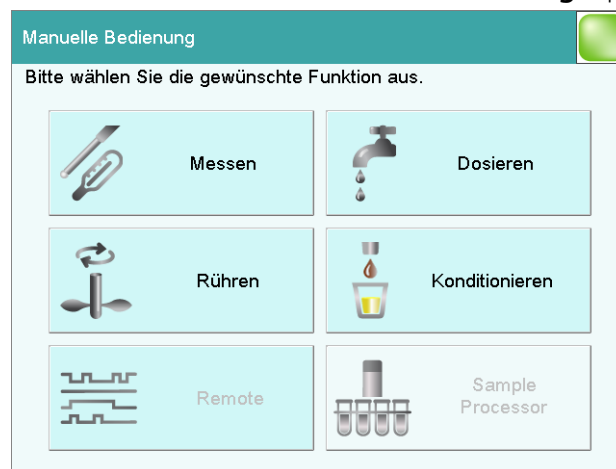 Manuelle Bedienung
Bitte wählen Sie die gewünschte Funktion aus.
Messen
Dosieren
Rühren
Konditionieren
Remote
Sample
Processor